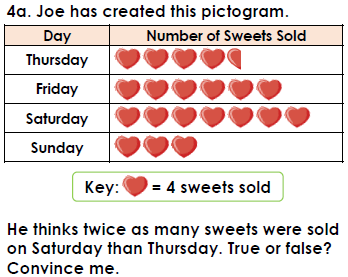 4a. Joe has created this pictogram.
Day Number of Sweets Sold
Thursday
Friday
Saturday
Sunday
Key: = 4 sweets sold
He thinks twice as many sweets were sold
on Saturday than Thursday. True or false?
Convince me.